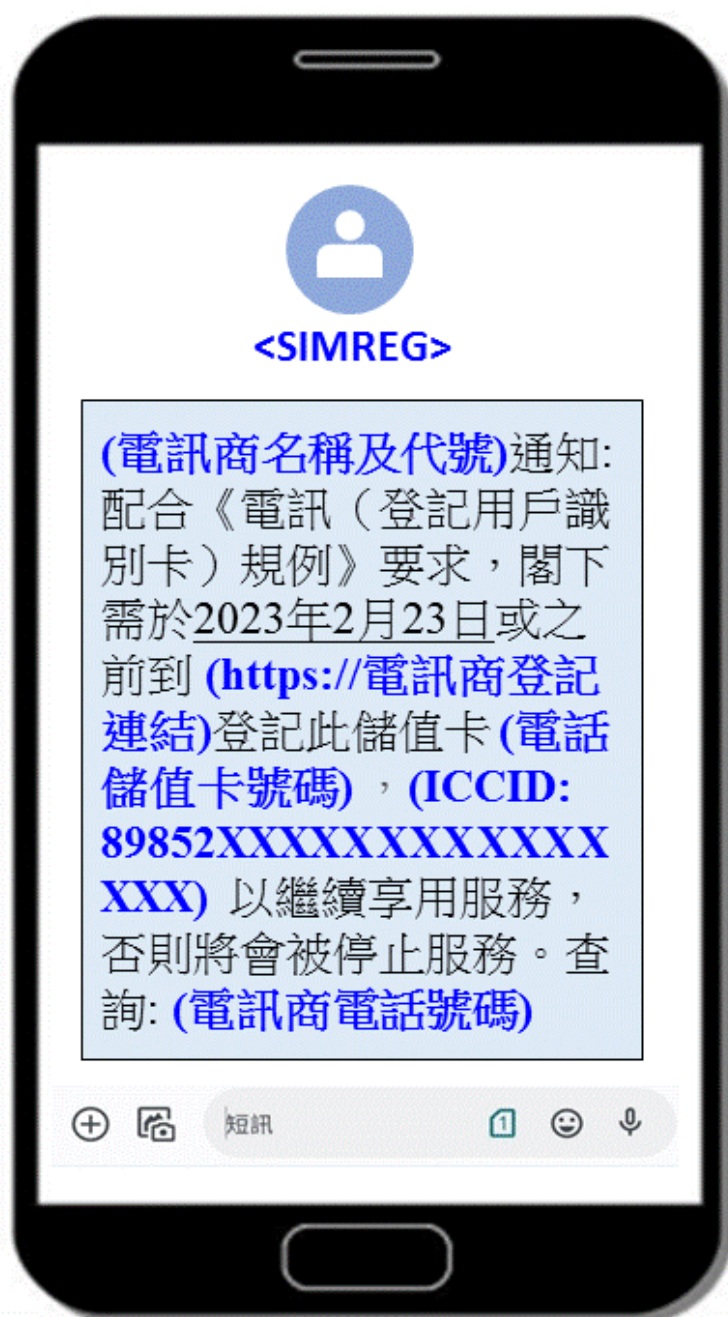 <SIMREG>
(電訊商名稱及代號)通知:
配合《電訊（登記用戶識
別卡）規例》要求，閣下
需於2023年2月23日或之
前到 (https://電訊商登記
連結)登記此儲值卡 (電話
儲值卡號碼) ，(ICCID:
89852XXXXXXXXXXXX
XXX) 以繼續享用服務，
否則將會被停止服務。查
詢: (電訊商電話號碼)
短訊
1